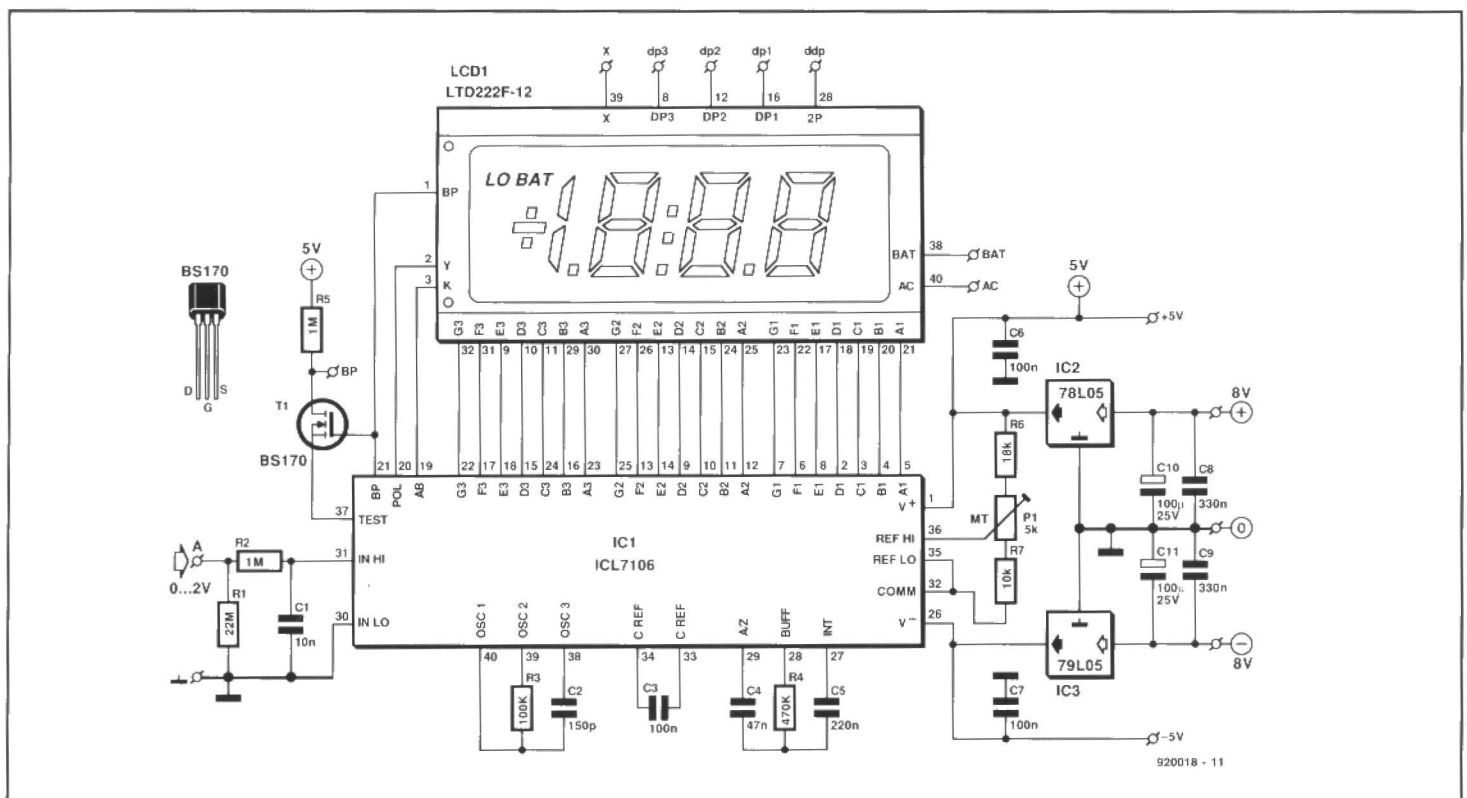 X dp3 dp2 dp1 ddp
LCD1
LTD222F-12
39 8 12 16 28
X DP3 DP2 DP1 2P
LO BAT
1 BP
5V
BS170
2 Y
3 K
R5
1M
BP
D G S
T1
BS170
BAT 38 BAT
AC 40 AC
G3 F3 E3 D3 C3 B3 A3 G2 F2 E2 D2 C2 B2 A2 G1 F1 E1 D1 C1 B1 A1
32 31 9 10 11 29 30 27 26 13 14 15 24 25 23 22 17 18 19 20 21
5V
+5V
C6
100n
IC2
78L05
8V
R6
18k
C10
100µ
25V
C8
330n
21 20 19 22 17 18 15 24 16 23 25 13 14 9 10 11 12 7 6 8 2 3 4 5
BP POL AB G3 F3 E3 D3 C3 B3 A3 G2 F2 E2 D2 C2 B2 A2 G1 F1 E1 D1 C1 B1 A1
V+ 1
37 TEST
MT P1
5k
0
REF HI 36
REF LO 35
COMM 32
V− 26
R7
10k
C11
100µ
25V
C9
330n
A
0...2V
R2
1M
31 IN HI
IC1
ICL7106
R1
22M
C1
10n
30 IN LO
OSC 1 OSC 2 OSC 3 C REF C REF A/Z BUFF INT
40 39 38 34 33 29 28 27
R3
100K
C2
150p
C3
100n
C4
47n
R4
470K
C5
220n
79L05
IC3
8V
C7
100n
−5V
920018 - 11